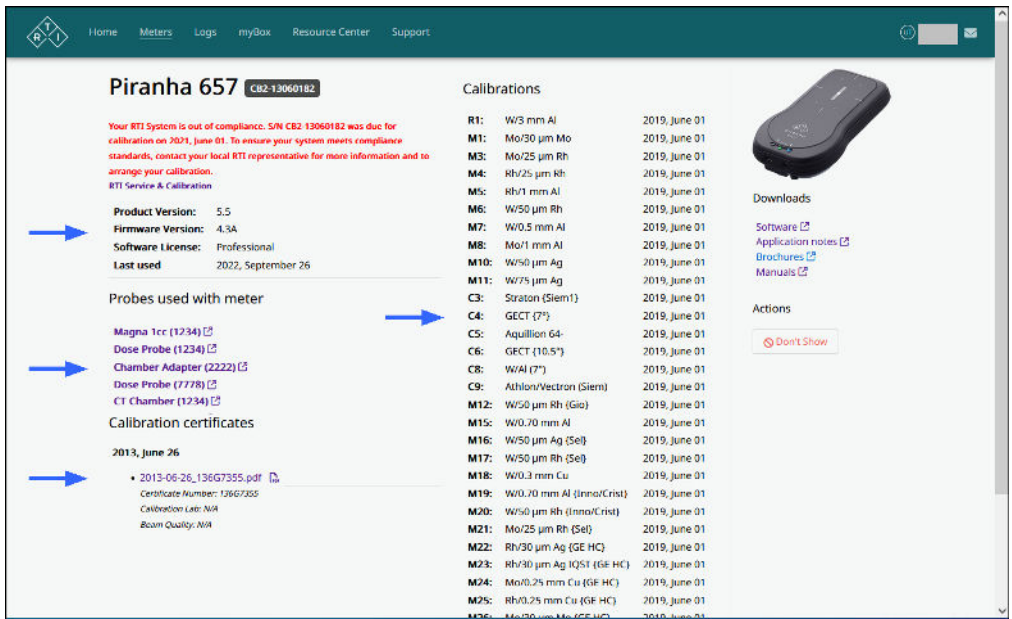 R T I
Home Meters Logs myBox Resource Center Support
Piranha 657 CB2-13060182
Your RTI System is out of compliance. S/N CB2-13060182 was due for
calibration on 2021, June 01. To ensure your system meets compliance
standards, contact your local RTI representative for more information and to
arrange your calibration.
RTI Service & Calibration
Product Version: 5.5
Firmware Version: 4.3A
Software License: Professional
Last used 2022, September 26
Probes used with meter
Magna 1cc (1234)
Dose Probe (1234)
Chamber Adapter (2222)
Dose Probe (7778)
CT Chamber (1234)
Calibration certificates
2013, June 26
• 2013-06-26_136G7355.pdf
Certificate Number: 136G7355
Calibration Lab: N/A
Beam Quality: N/A
Calibrations
R1: W/3 mm Al 2019, June 01
M1: Mo/30 µm Mo 2019, June 01
M3: Mo/25 µm Rh 2019, June 01
M4: Rh/25 µm Rh 2019, June 01
M5: Rh/1 mm Al 2019, June 01
M6: W/50 µm Rh 2019, June 01
M7: W/0.5 mm Al 2019, June 01
M8: Mo/1 mm Al 2019, June 01
M10: W/50 µm Ag 2019, June 01
M11: W/75 µm Ag 2019, June 01
C3: Straton {Siem1} 2019, June 01
C4: GECT {7°} 2019, June 01
C5: Aquillion 64- 2019, June 01
C6: GECT {10.5°} 2019, June 01
C8: W/Al (7°) 2019, June 01
C9: Athlon/Vectron (Siem) 2019, June 01
M12: W/50 µm Rh {Gio} 2019, June 01
M15: W/0.70 mm Al 2019, June 01
M16: W/50 µm Ag {Sel} 2019, June 01
M17: W/50 µm Rh {Sel} 2019, June 01
M18: W/0.3 mm Cu 2019, June 01
M19: W/0.70 mm Al {Inno/Crist} 2019, June 01
M20: W/50 µm Rh {Inno/Crist} 2019, June 01
M21: Mo/25 µm Rh {Sel} 2019, June 01
M22: Rh/30 µm Ag {GE HC} 2019, June 01
M23: Rh/30 µm Ag IQST {GE HC} 2019, June 01
M24: Mo/0.25 mm Cu {GE HC} 2019, June 01
M25: Rh/0.25 mm Cu {GE HC} 2019, June 01
M26: Mo/30 µm Mo {GE HC} 2019, June 01
Downloads
Software
Application notes
Brochures
Manuals
Actions
Don't Show